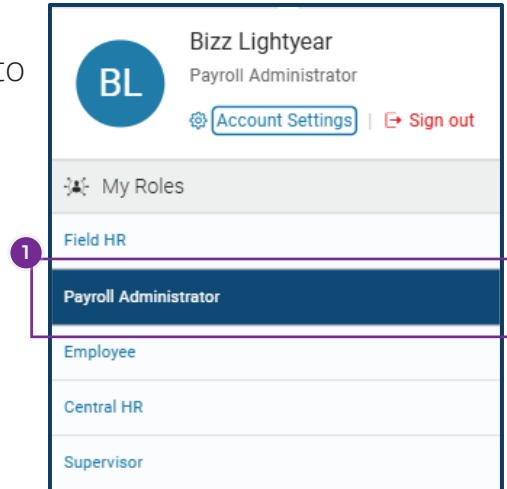 to
BL
Bizz Lightyear
Payroll Administrator
Account Settings | Sign out
My Roles
Field HR
1
Payroll Administrator
Employee
Central HR
Supervisor